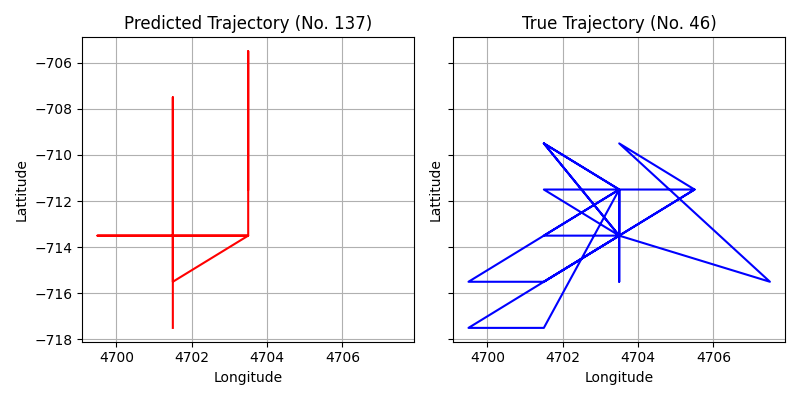 Predicted Trajectory (No. 137)
True Trajectory (No. 46)
Lattitude
−706
−708
−710
−712
−714
−716
−718
4700
4702
4704
4706
Longitude
Lattitude
4700
4702
4704
4706
Longitude